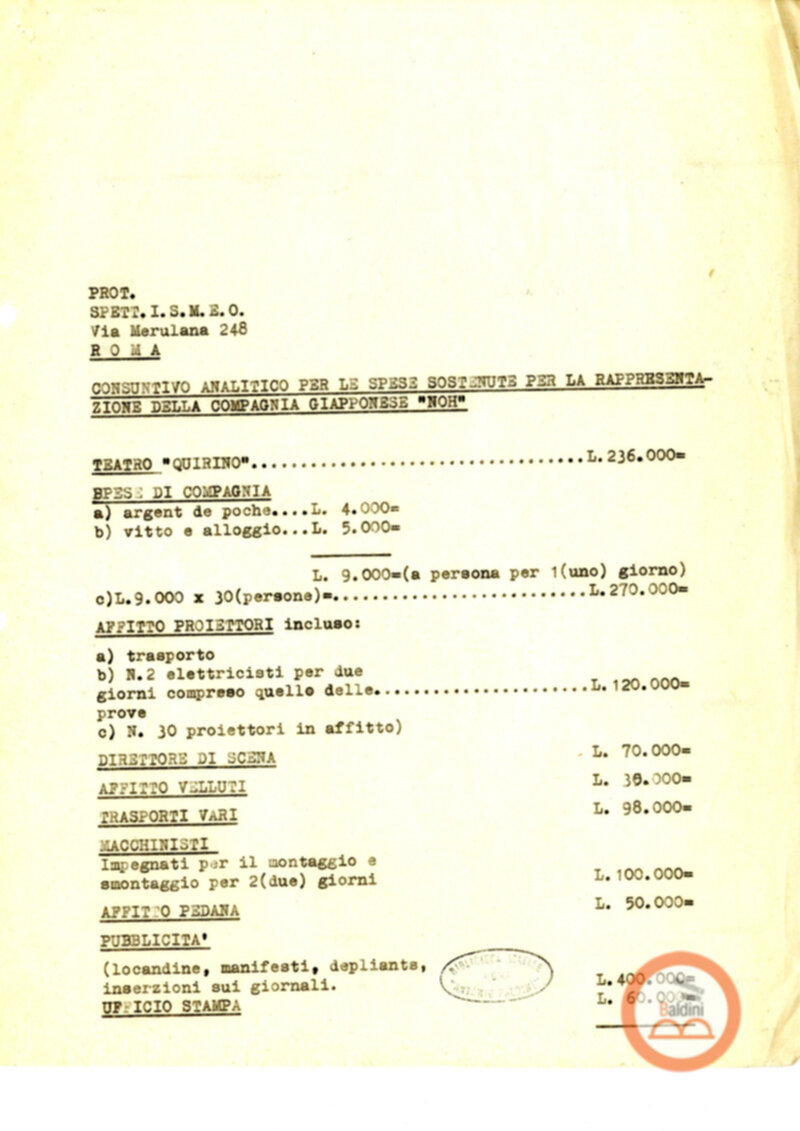 PROT.
SPETT. I.S.M.E.O.
Via Merulana 248
R O M A
CONSUNTIVO ANALITICO PER LE SPESE SOSTENUTE PER LA RAPPRESENTA-
ZIONE DELLA COMPAGNIA GIAPPONESE "NOH"
TEATRO "QUIRINO"..................................L.236.000=
SPESE DI COMPAGNIA
a) argent de poche....L. 4.000=
b) vitto e alloggio...L. 5.000=
L. 9.000=(a persona per 1(uno) giorno)
c)L.9.000 x 30(persone)=..........................L.270.000=
AFFITTO PROIETTORI incluso:
a) trasporto
b) N.2 elettricisti per due
giorni compreso quello delle......................L.120.000=
prove
c) N. 30 proiettori in affitto)
DIRETTORE DI SCENA L. 70.000=
AFFITTO VELLUTI L.
TRASPORTI VARI L. 98.000=
MACCHINISTI
Impegnati per il montaggio e
smontaggio per 2(due) giorni L.100.000=
AFFITTO PEDANA L. 50.000=
PUBBLICITA'
(locandine, manifesti, depliants,
inserzioni sui giornali. L.400.000=
UFFICIO STAMPA L. 60.000=
Baldini